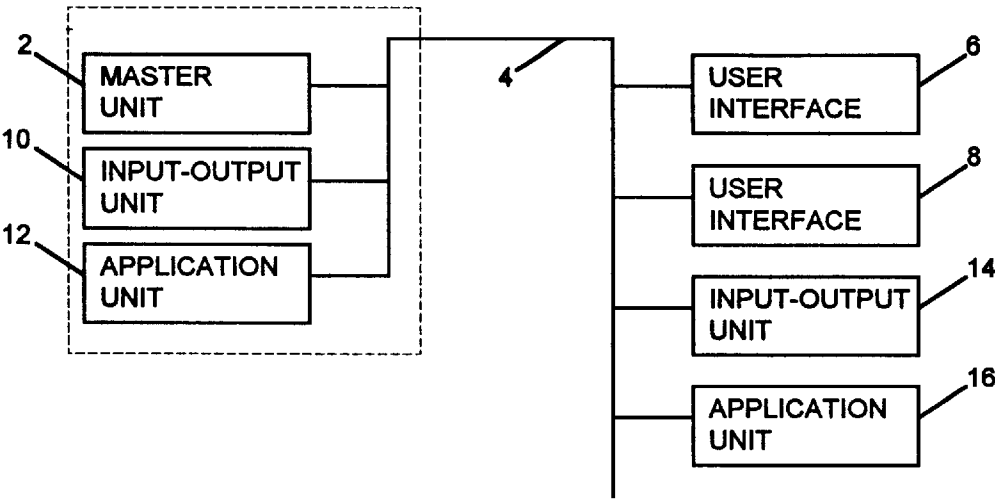 2
MASTER
UNIT
10
INPUT-OUTPUT
UNIT
12
APPLICATION
UNIT
4
6
USER
INTERFACE
8
USER
INTERFACE
14
INPUT-OUTPUT
UNIT
16
APPLICATION
UNIT